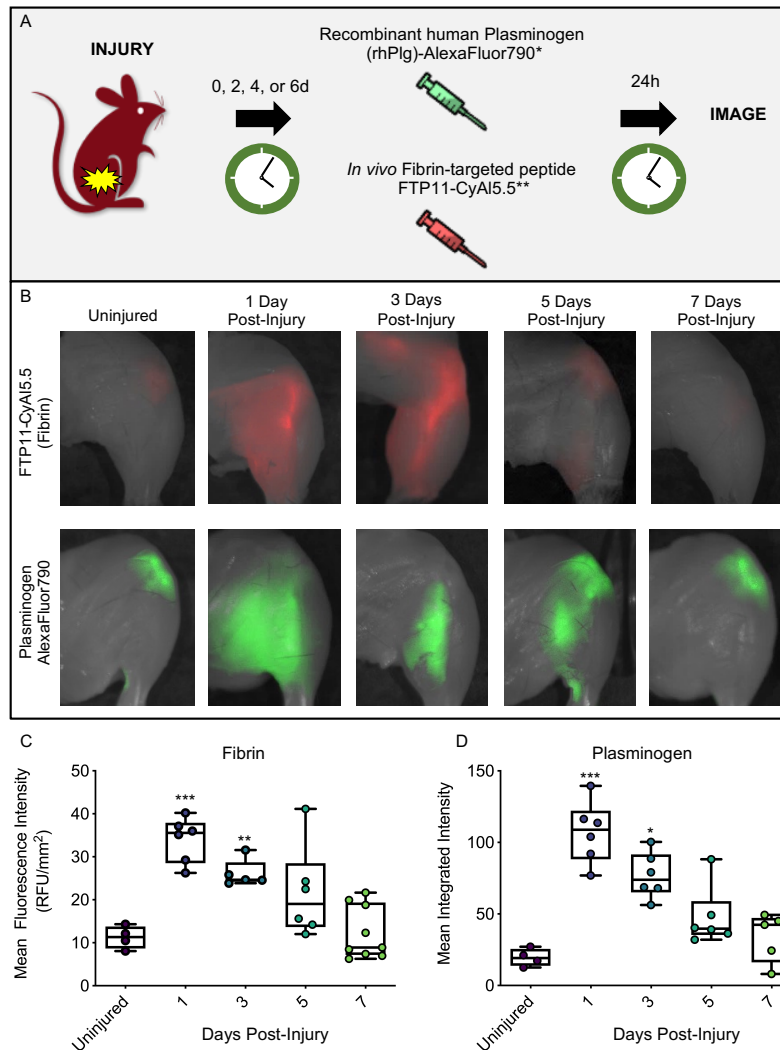 A
INJURY
0, 2, 4, or 6d
Recombinant human Plasminogen
(rhPlg)-AlexaFluor790*
In vivo Fibrin-targeted peptide
FTP11-CyAl5.5**
24h
IMAGE
B
Uninjured
1 Day
Post-Injury
3 Days
Post-Injury
5 Days
Post-Injury
7 Days
Post-Injury
FTP11-CyAl5.5
(Fibrin)
Plasminogen
AlexaFluor790
C
Fibrin
Mean Fluorescence Intensity
(RFU/mm²)
50
40
30
20
10
0
***
**
Uninjured
1
3
5
7
Days Post-Injury
D
Plasminogen
Mean Integrated Intensity
150
100
50
0
***
*
Uninjured
1
3
5
7
Days Post-Injury